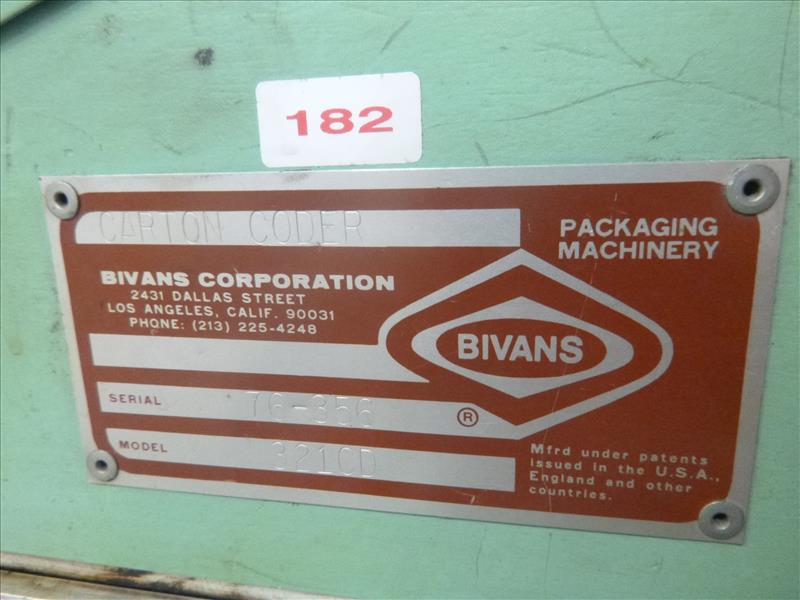 182
CARTON CODER
PACKAGING
MACHINERY
BIVANS CORPORATION
2431 DALLAS STREET
LOS ANGELES, CALIF. 90031
PHONE: (213) 225-4248
BIVANS
®
SERIAL 76-356
MODEL 321CD
Mfrd under patents
issued in the U.S.A.,
England and other
countries.